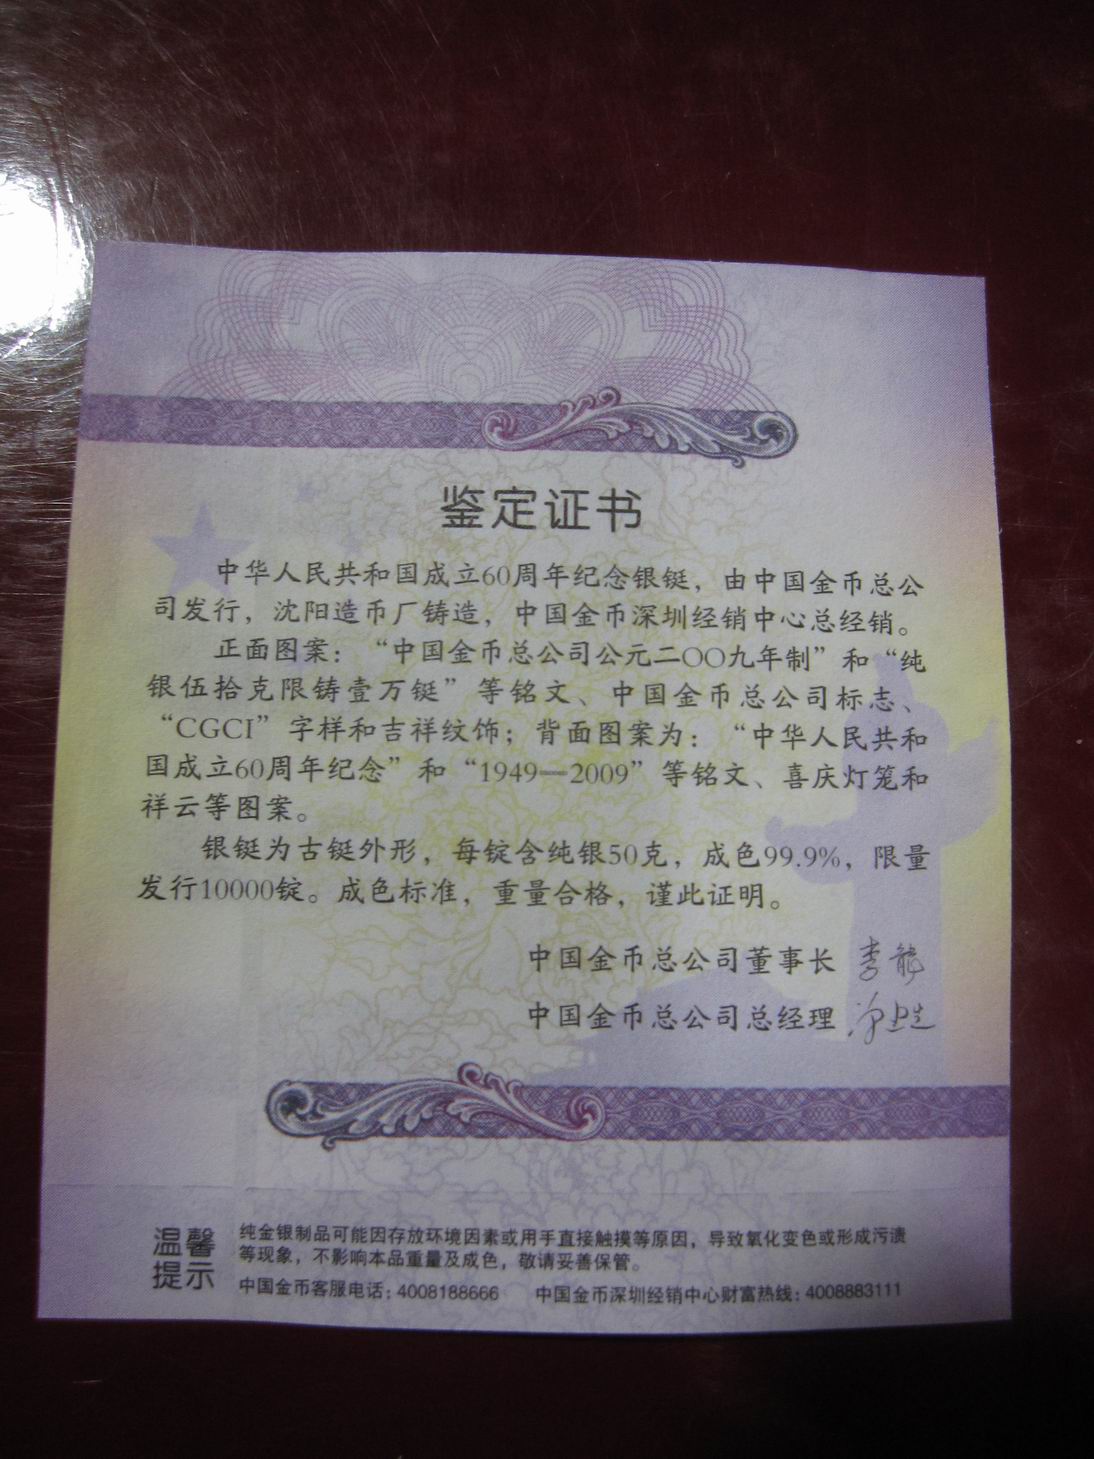 鉴定证书
中华人民共和国成立60周年纪念银铤，由中国金币总公
司发行，沈阳造币厂铸造，中国金币深圳经销中心总经销。
正面图案：“中国金币总公司公元二〇〇九年制”和“纯
银伍拾克限铸壹万铤”等铭文、中国金币总公司标志、
“CGCI”字样和吉祥纹饰；背面图案为：“中华人民共和
国成立60周年纪念”和“1949—2009”等铭文、喜庆灯笼和
祥云等图案。
银铤为古铤外形，每锭含纯银50克，成色99.9%，限量
发行10000锭。成色标准，重量合格，谨此证明。
中国金币总公司董事长
中国金币总公司总经理
温馨
提示
纯金银制品可能因存放环境因素或用手直接触摸等原因，导致氧化变色或形成污渍
等现象，不影响本品重量及成色，敬请妥善保管。
中国金币客服电话：4008188666 中国金币深圳经销中心财富热线：4008883111